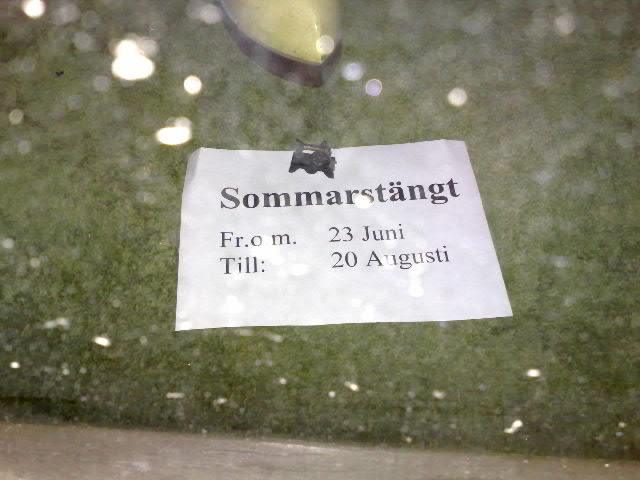 Sommarstängt
Fr.o m. 23 Juni
Till: 20 Augusti